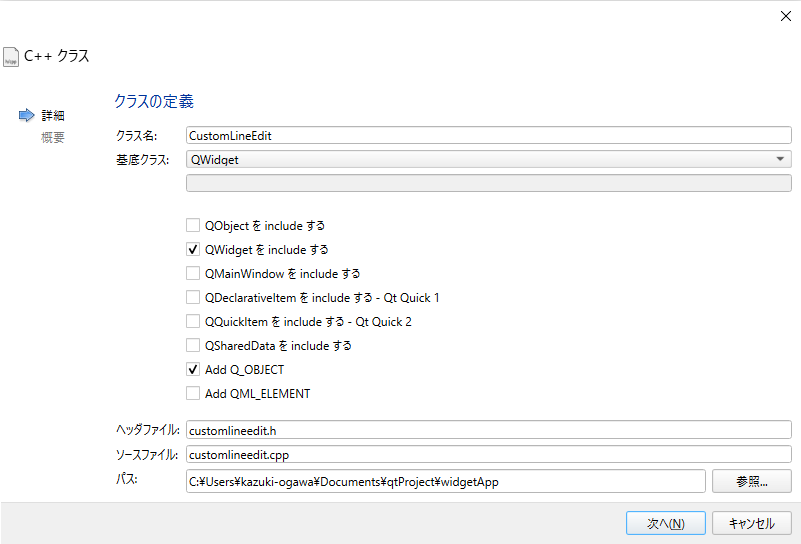 C++ クラス
詳細
概要
クラスの定義
クラス名: CustomLineEdit
基底クラス: QWidget
QObject を include する
QWidget を include する
QMainWindow を include する
QDeclarativeItem を include する - Qt Quick 1
QQuickItem を include する - Qt Quick 2
QSharedData を include する
Add Q_OBJECT
Add QML_ELEMENT
ヘッダファイル: customlineedit.h
ソースファイル: customlineedit.cpp
パス: C:¥Users¥kazuki-ogawa¥Documents¥qtProject¥widgetApp 参照...
次へ(N) キャンセル